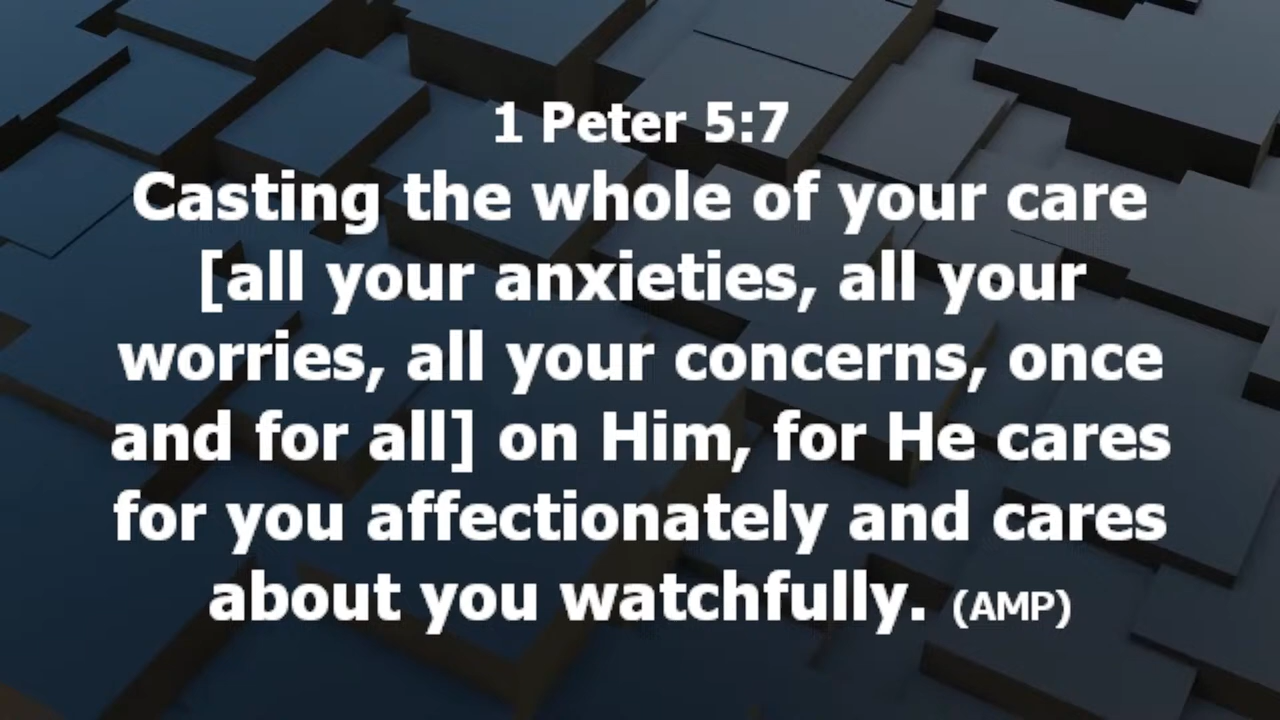 1 Peter 5:7
Casting the whole of your care
[all your anxieties, all your
worries, all your concerns, once
and for all] on Him, for He cares
for you affectionately and cares
about you watchfully. (AMP)